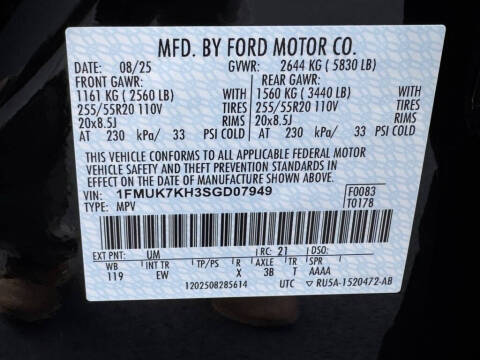 MFD. BY FORD MOTOR CO.
DATE: 08/25 GVWR: 2644 KG ( 5830 LB)
FRONT GAWR: REAR GAWR:
1161 KG ( 2560 LB) WITH 1560 KG ( 3440 LB) WITH
255/55R20 110V TIRES 255/55R20 110V TIRES
20x8.5J RIMS 20x8.5J RIMS
AT 230 kPa/ 33 PSI COLD AT 230 kPa/ 33 PSI COLD
THIS VEHICLE CONFORMS TO ALL APPLICABLE FEDERAL MOTOR
VEHICLE SAFETY AND THEFT PREVENTION STANDARDS IN
EFFECT ON THE DATE OF MANUFACTURE SHOWN ABOVE.
VIN: 1FMUK7KH3SGD07949 F0083
TYPE: MPV T0178
EXT PNT: UM RC: 21 DSO:
WB INT TR TP/PS R AXLE TR SPR
119 EW X 3B T AAAA
1202508285614 UTC RU5A-1520472-AB